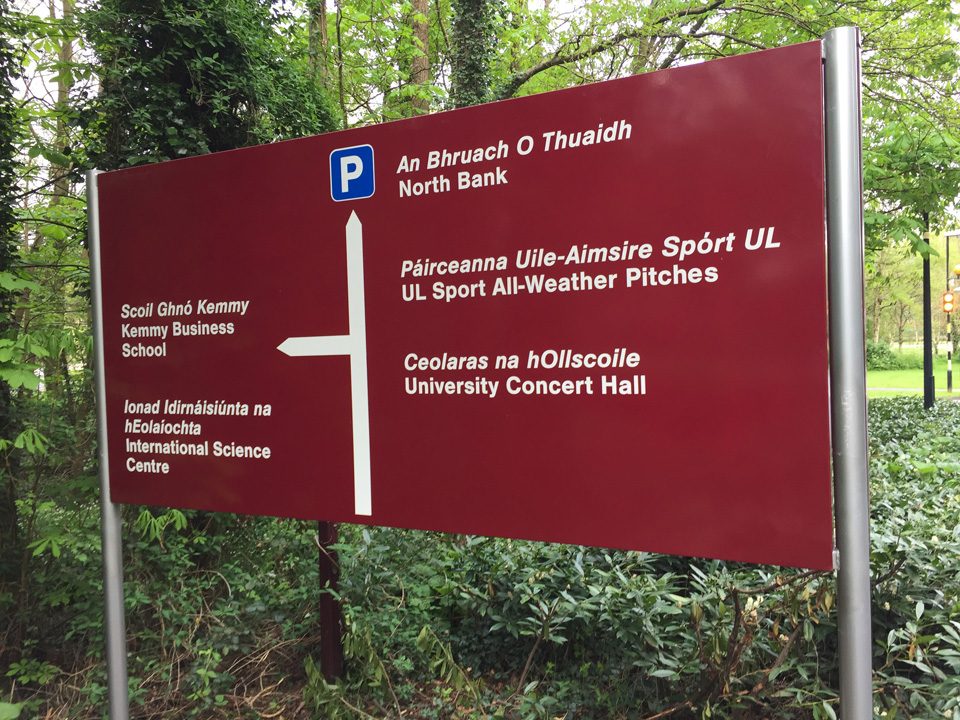 P
An Bhruach O Thuaidh
North Bank
Páirceanna Uile-Aimsire Spórt UL
UL Sport All-Weather Pitches
Ceolaras na hOllscoile
University Concert Hall
Scoil Ghnó Kemmy
Kemmy Business
School
Ionad Idirnáisiúnta na
hEolaíochta
International Science
Centre